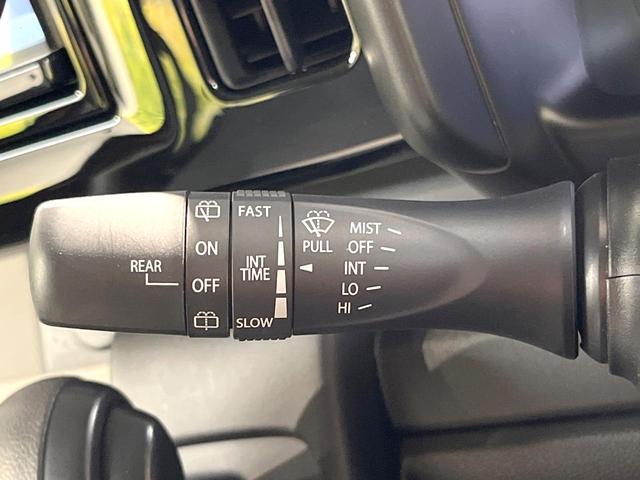 REAR
ON
OFF
FAST
INT
TIME
SLOW
PULL
MIST
OFF
INT
LO
HI